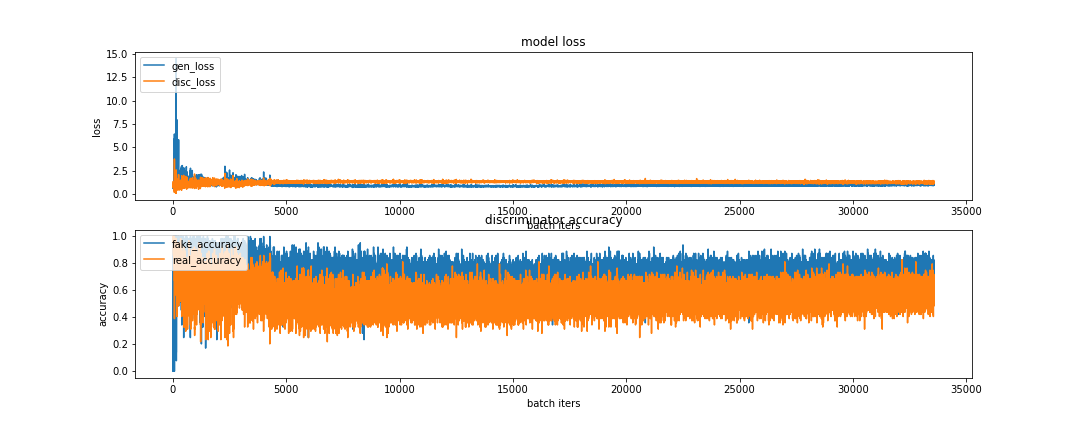 model loss
15.0
12.5
10.0
7.5
5.0
2.5
0.0
loss
gen_loss
disc_loss
0 5000 10000 15000 20000 25000 30000 35000
batch iters
discriminator accuracy
1.0
0.8
0.6
0.4
0.2
0.0
accuracy
fake_accuracy
real_accuracy
0 5000 10000 15000 20000 25000 30000 35000
batch iters